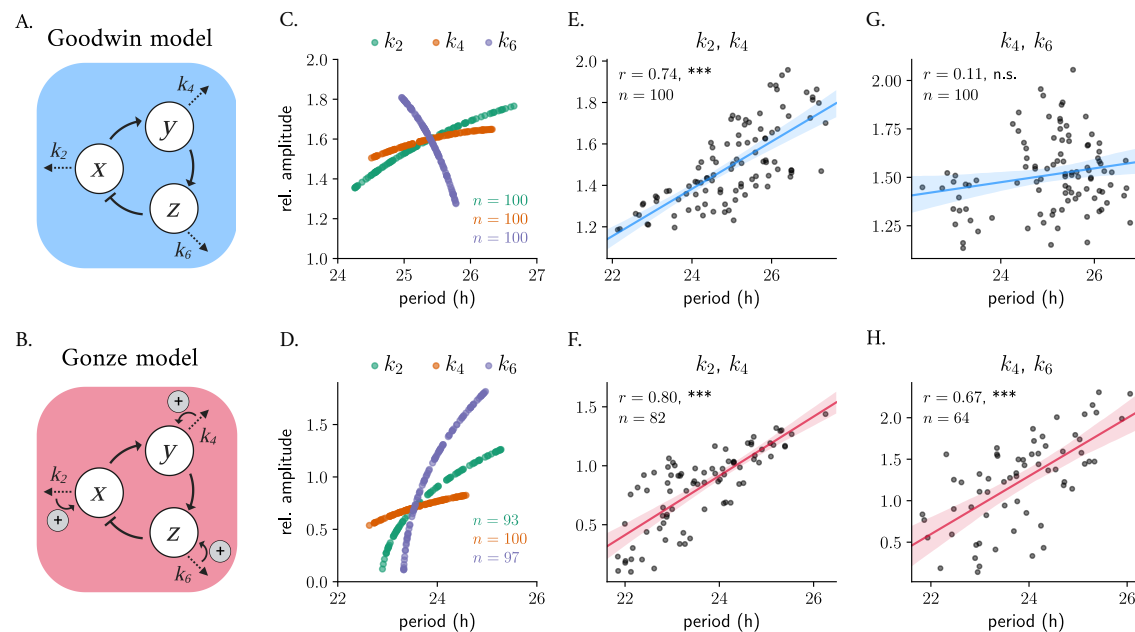 A.
Goodwin model
k4
y
k2
x
z
k6
B.
Gonze model
+
k4
y
k2
x
+
z
+
k6
C.
k2 k4 k6
2.0
1.8
1.6
1.4
1.2
1.0
rel. amplitude
n = 100
n = 100
n = 100
24 25 26 27
period (h)
D.
k2 k4 k6
1.5
1.0
0.5
0.0
rel. amplitude
n = 93
n = 100
n = 97
22 24 26
period (h)
E.
k2, k4
r = 0.74, ***
n = 100
2.0
1.8
1.6
1.4
1.2
22 24 26
period (h)
F.
k2, k4
r = 0.80, ***
n = 82
1.5
1.0
0.5
22 24 26
period (h)
G.
k4, k6
r = 0.11, n.s.
n = 100
2.00
1.75
1.50
1.25
24 26
period (h)
H.
k4, k6
r = 0.67, ***
n = 64
2.5
2.0
1.5
1.0
0.5
22 24 26
period (h)